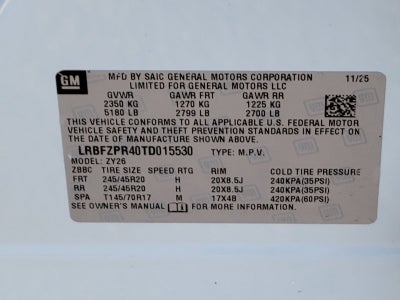 GM
MFD BY SAIC GENERAL MOTORS CORPORATION 11/25
LIMITED FOR GENERAL MOTORS LLC
GVWR GAWR FRT GAWR RR
2350 KG 1270 KG 1225 KG
5180 LB 2799 LB 2700 LB
THIS VEHICLE CONFORMS TO ALL APPLICABLE U.S. FEDERAL MOTOR
VEHICLE SAFETY AND THEFT PREVENTION STANDARDS IN EFFECT ON
THE DATE OF MANUFACTURE SHOWN ABOVE.
LRBFZPR40TD015530 TYPE: M.P.V.
MODEL: ZY26
ZBBC TIRE SIZE SPEED RTG RIM COLD TIRE PRESSURE
FRT 245/45R20 H 20X8.5J 240KPA(35PSI)
RR 245/45R20 H 20X8.5J 240KPA(35PSI)
SPA T145/70R17 M 17X4B 420KPA(60PSI)
SEE OWNER'S MANUAL FOR MORE INFORMATION.